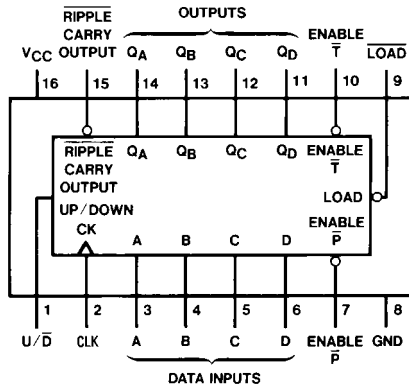 OUTPUTS
RIPPLE CARRY OUTPUT
ENABLE T̅
VCC QA QB QC QD LOAD
16 15 14 13 12 11 10 9
RIPPLE CARRY OUTPUT QA QB QC QD ENABLE T̅
LOAD
UP/DOWN
CK A B C D ENABLE P̅
1 2 3 4 5 6 7 8
U/D̅ CLK A B C D ENABLE P̅ GND
DATA INPUTS